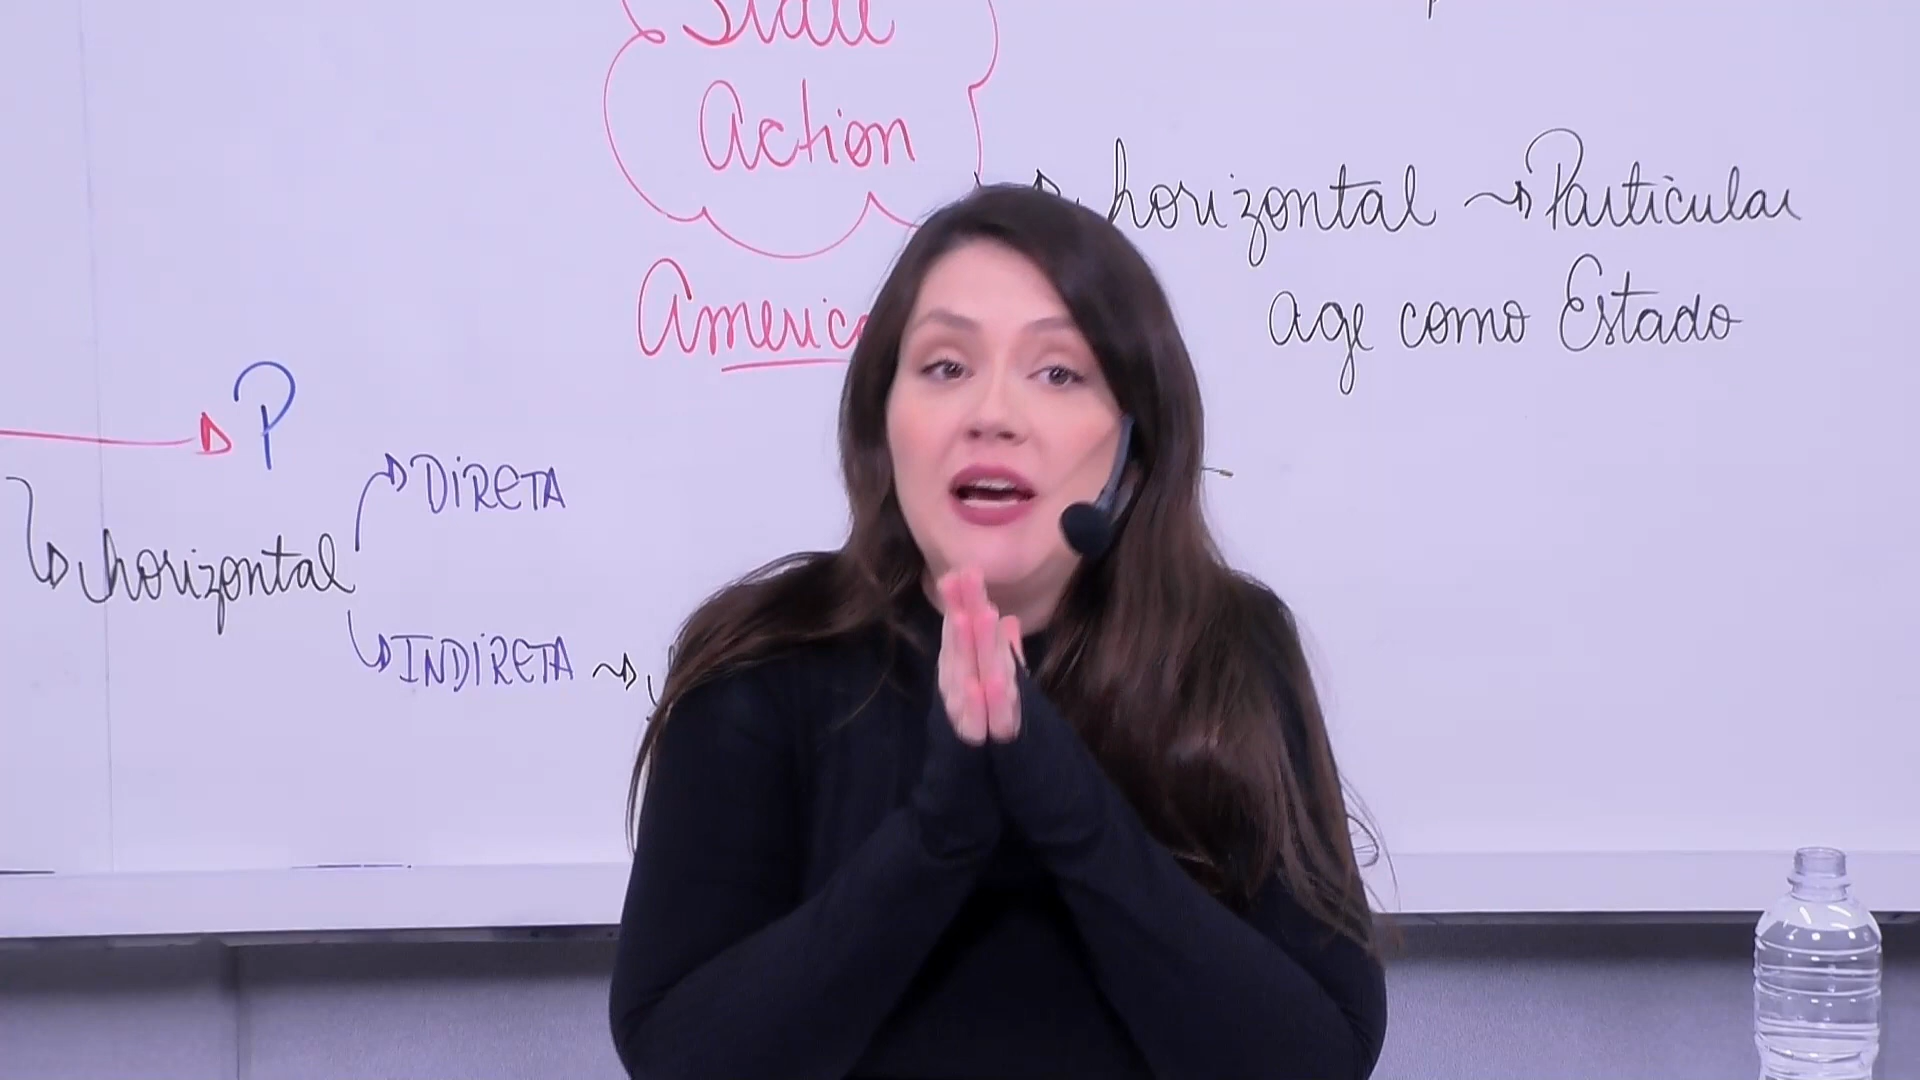 State
Action
horizontal → Particular
age como Estado
America
P
DIRETA
horizontal
INDIRETA →